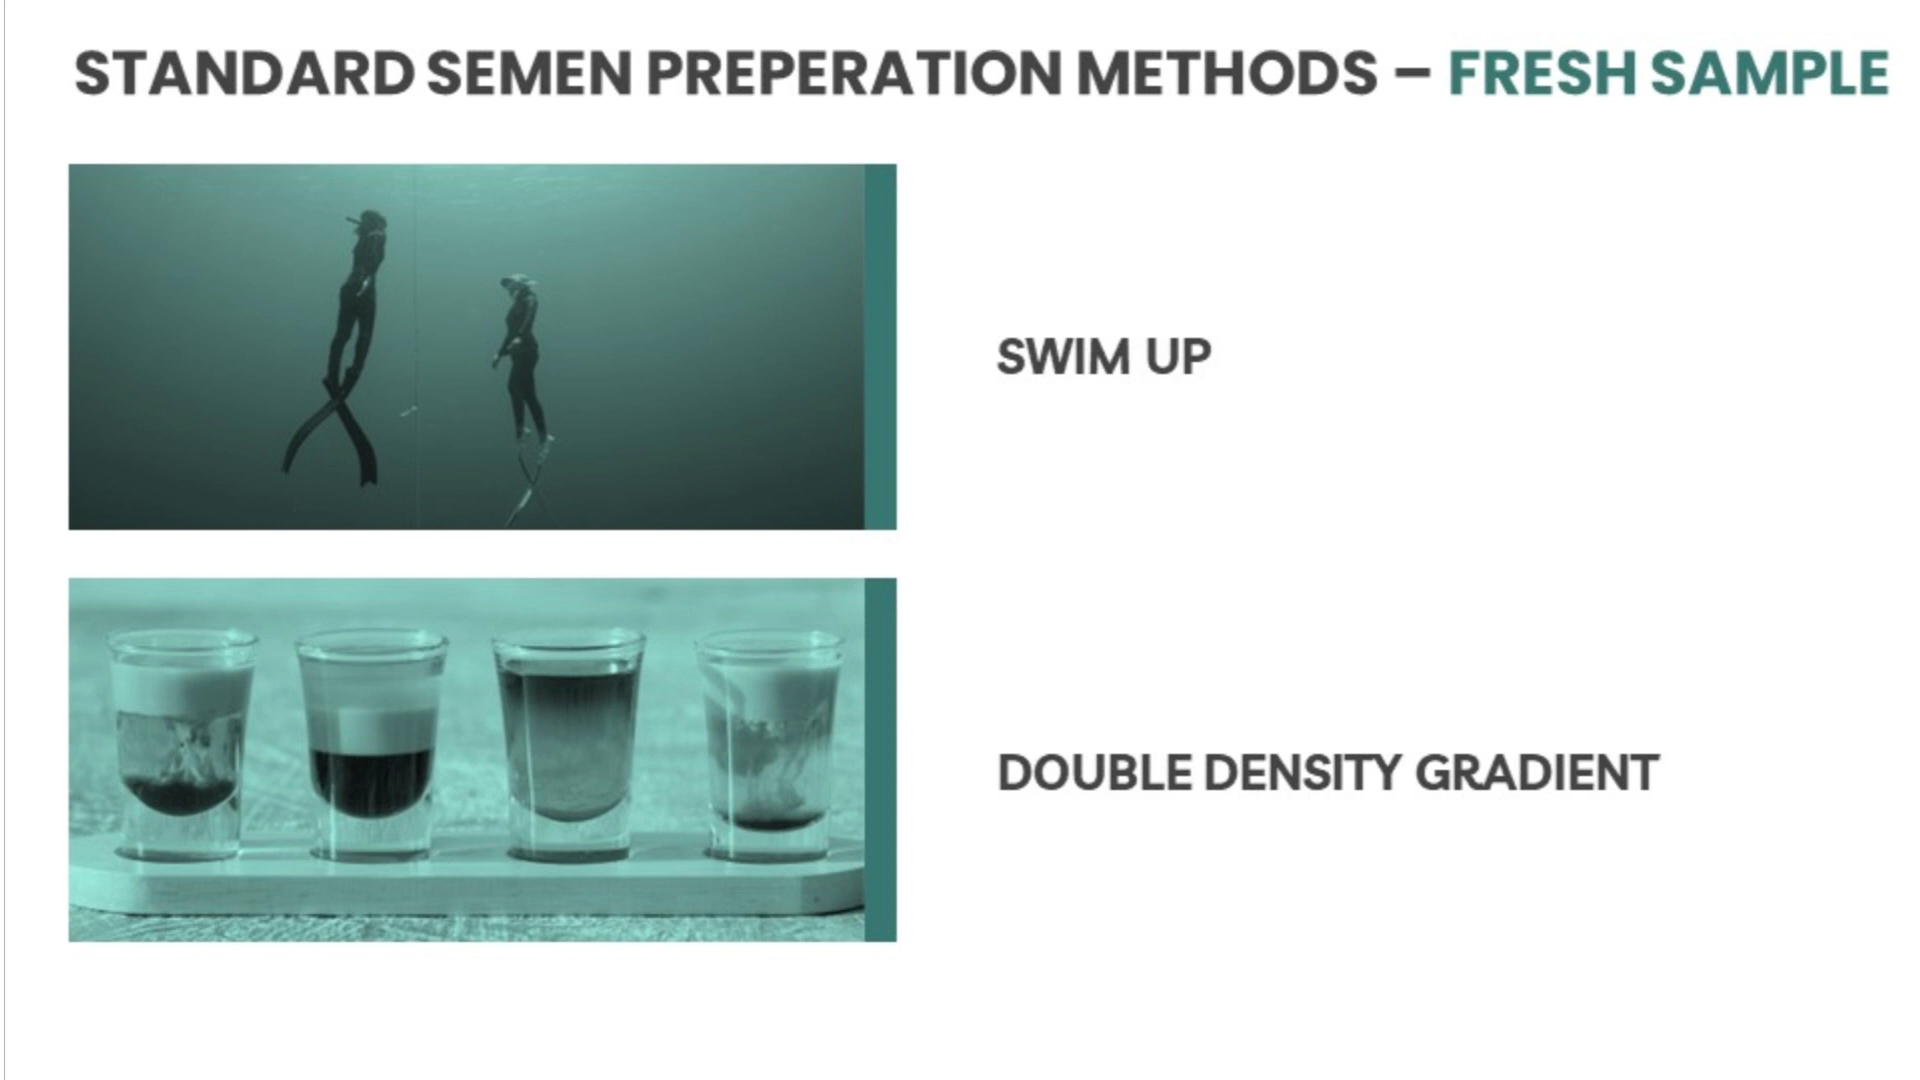 STANDARD SEMEN PREPERATION METHODS – FRESH SAMPLE
SWIM UP
DOUBLE DENSITY GRADIENT